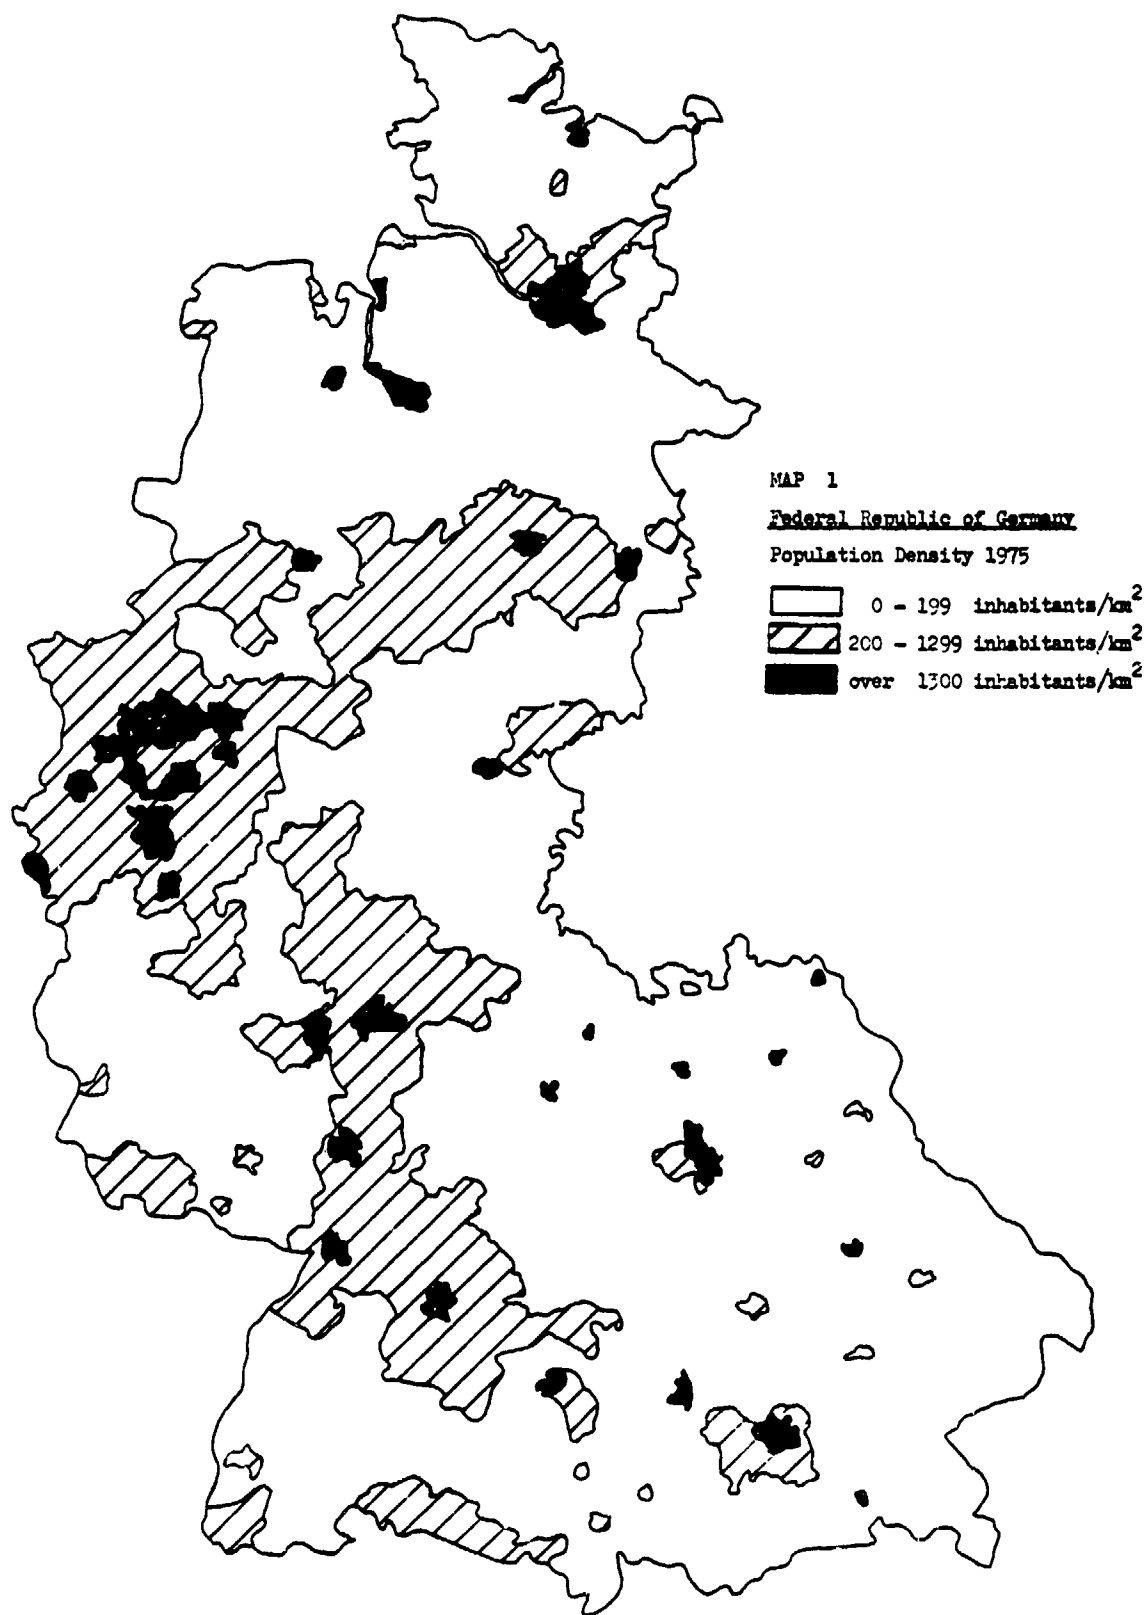 MAP 1
Federal Republic of Germany
Population Density 1975
0 - 199 inhabitants/km²
200 - 1299 inhabitants/km²
over 1300 inhabitants/km²